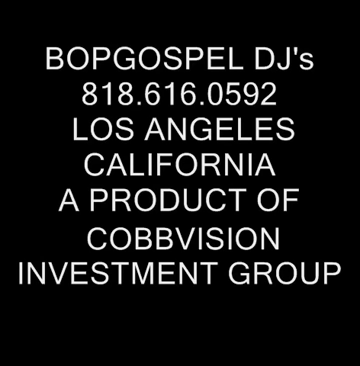 BOPGOSPEL DJ's
818.616.0592
LOS ANGELES
CALIFORNIA
A PRODUCT OF
COBBVISION
INVESTMENT GROUP